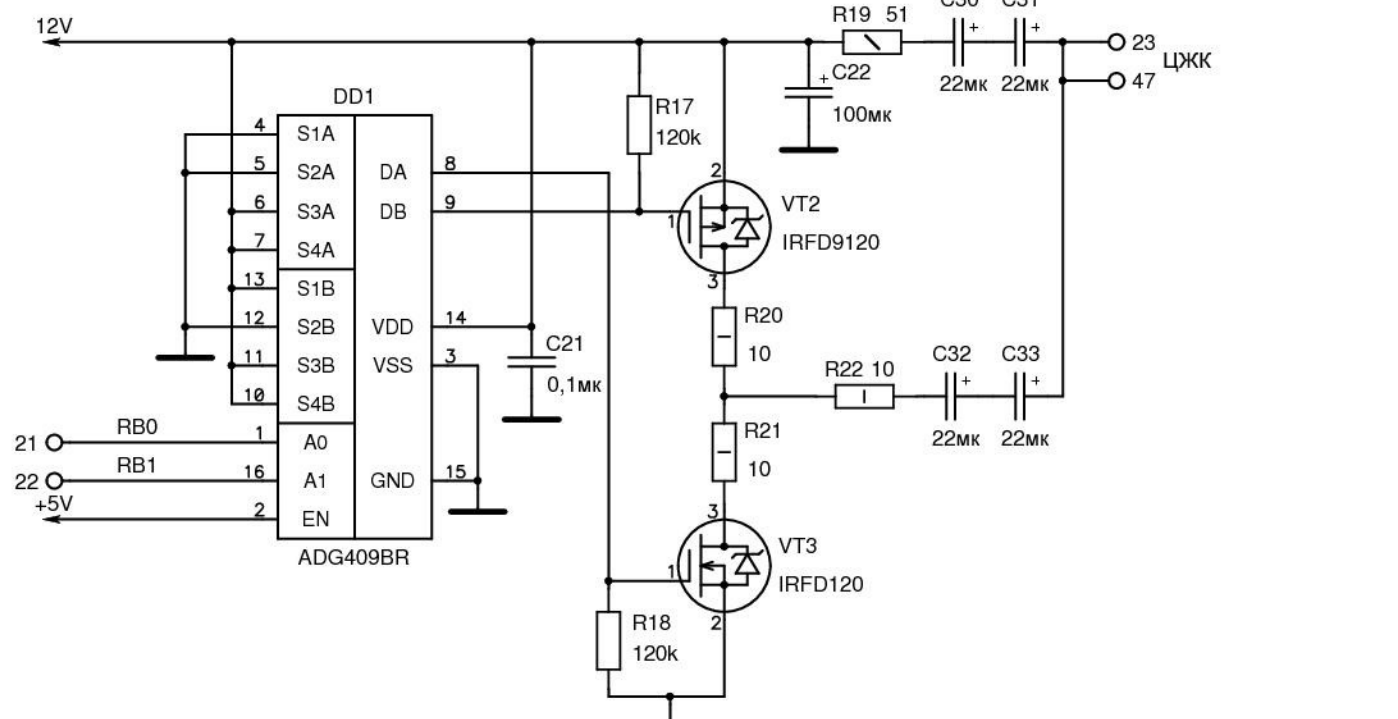 C30 C31
R19 51
12V
+ +
23
ЦЖК
22мк 22мк
47
+ C22
100мк
DD1
R17
120k
4 S1A
5 S2A DA 8
6 S3A DB 9
7 S4A
13 S1B
12 S2B VDD 14
11 S3B VSS 3
10 S4B
21 RB0 1 A0
22 RB1 16 A1 GND 15
+5V 2 EN
ADG409BR
C21
0,1мк
2
1
3
VT2
IRFD9120
R20
10
R22 10
C32 C33
+ +
22мк 22мк
R21
10
3
1
2
VT3
IRFD120
R18
120k